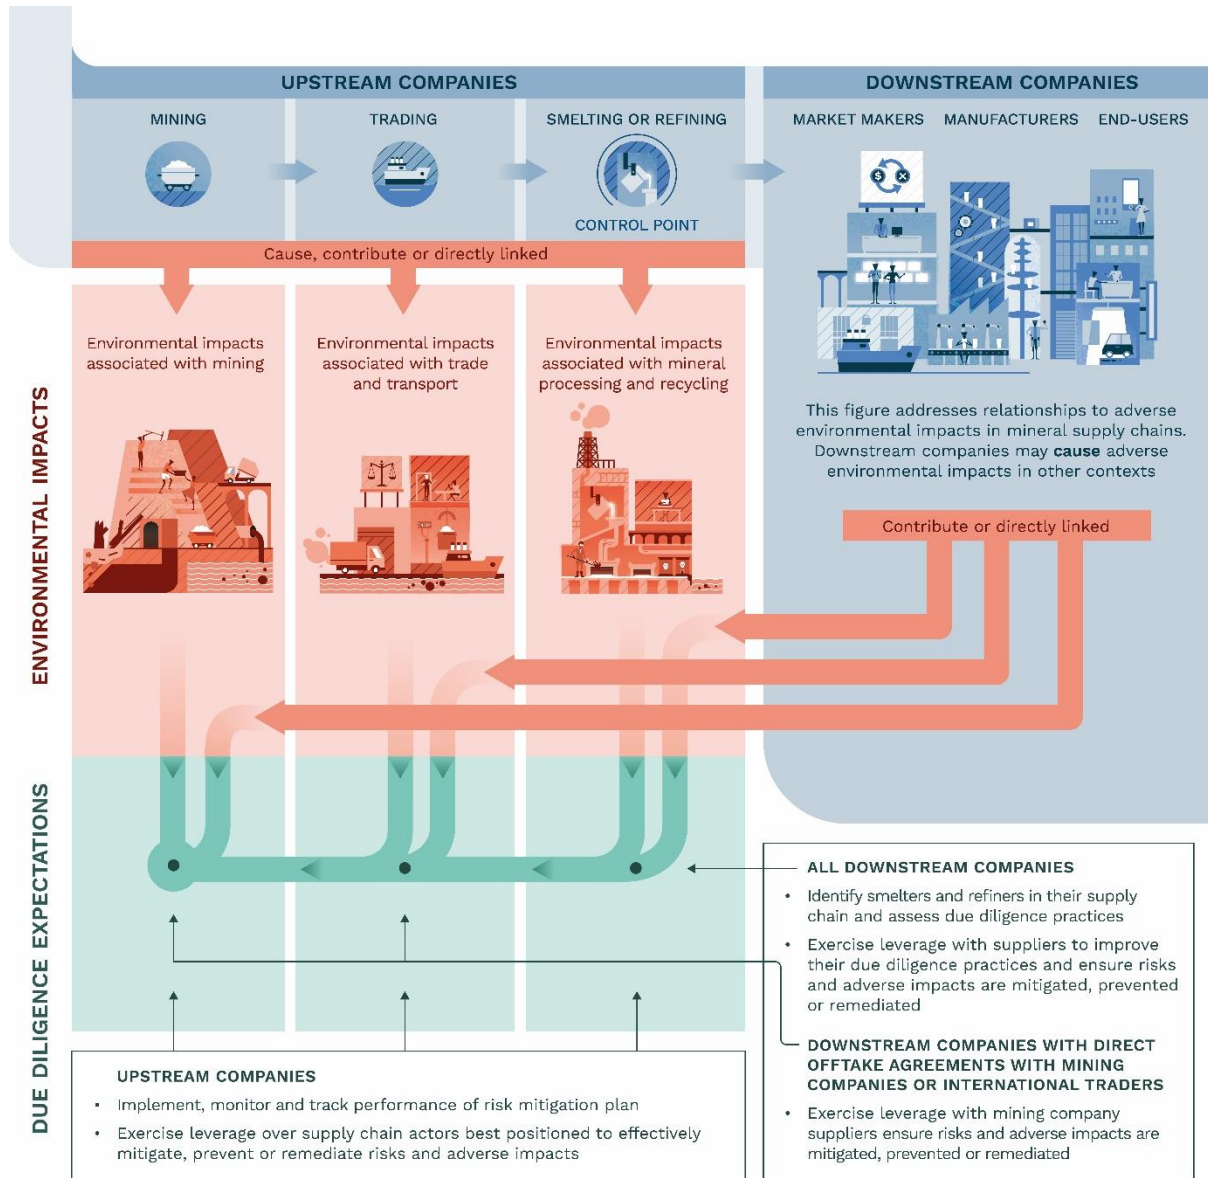 UPSTREAM COMPANIES
DOWNSTREAM COMPANIES
MINING
TRADING
SMELTING OR REFINING
MARKET MAKERS
MANUFACTURERS
END-USERS
$
CONTROL POINT
Cause, contribute or directly linked
Environmental impacts
associated with mining
Environmental impacts
associated with trade
and transport
Environmental impacts
associated with mineral
processing and recycling
This figure addresses relationships to adverse
environmental impacts in mineral supply chains.
Downstream companies may cause adverse
environmental impacts in other contexts
Contribute or directly linked
ENVIRONMENTAL IMPACTS
DUE DILIGENCE EXPECTATIONS
ALL DOWNSTREAM COMPANIES
• Identify smelters and refiners in their supply
chain and assess due diligence practices
• Exercise leverage with suppliers to improve
their due diligence practices and ensure risks
and adverse impacts are mitigated, prevented
or remediated
DOWNSTREAM COMPANIES WITH DIRECT
OFFTAKE AGREEMENTS WITH MINING
COMPANIES OR INTERNATIONAL TRADERS
• Exercise leverage with mining company
suppliers ensure risks and adverse impacts are
mitigated, prevented or remediated
UPSTREAM COMPANIES
• Implement, monitor and track performance of risk mitigation plan
• Exercise leverage over supply chain actors best positioned to effectively
mitigate, prevent or remediate risks and adverse impacts